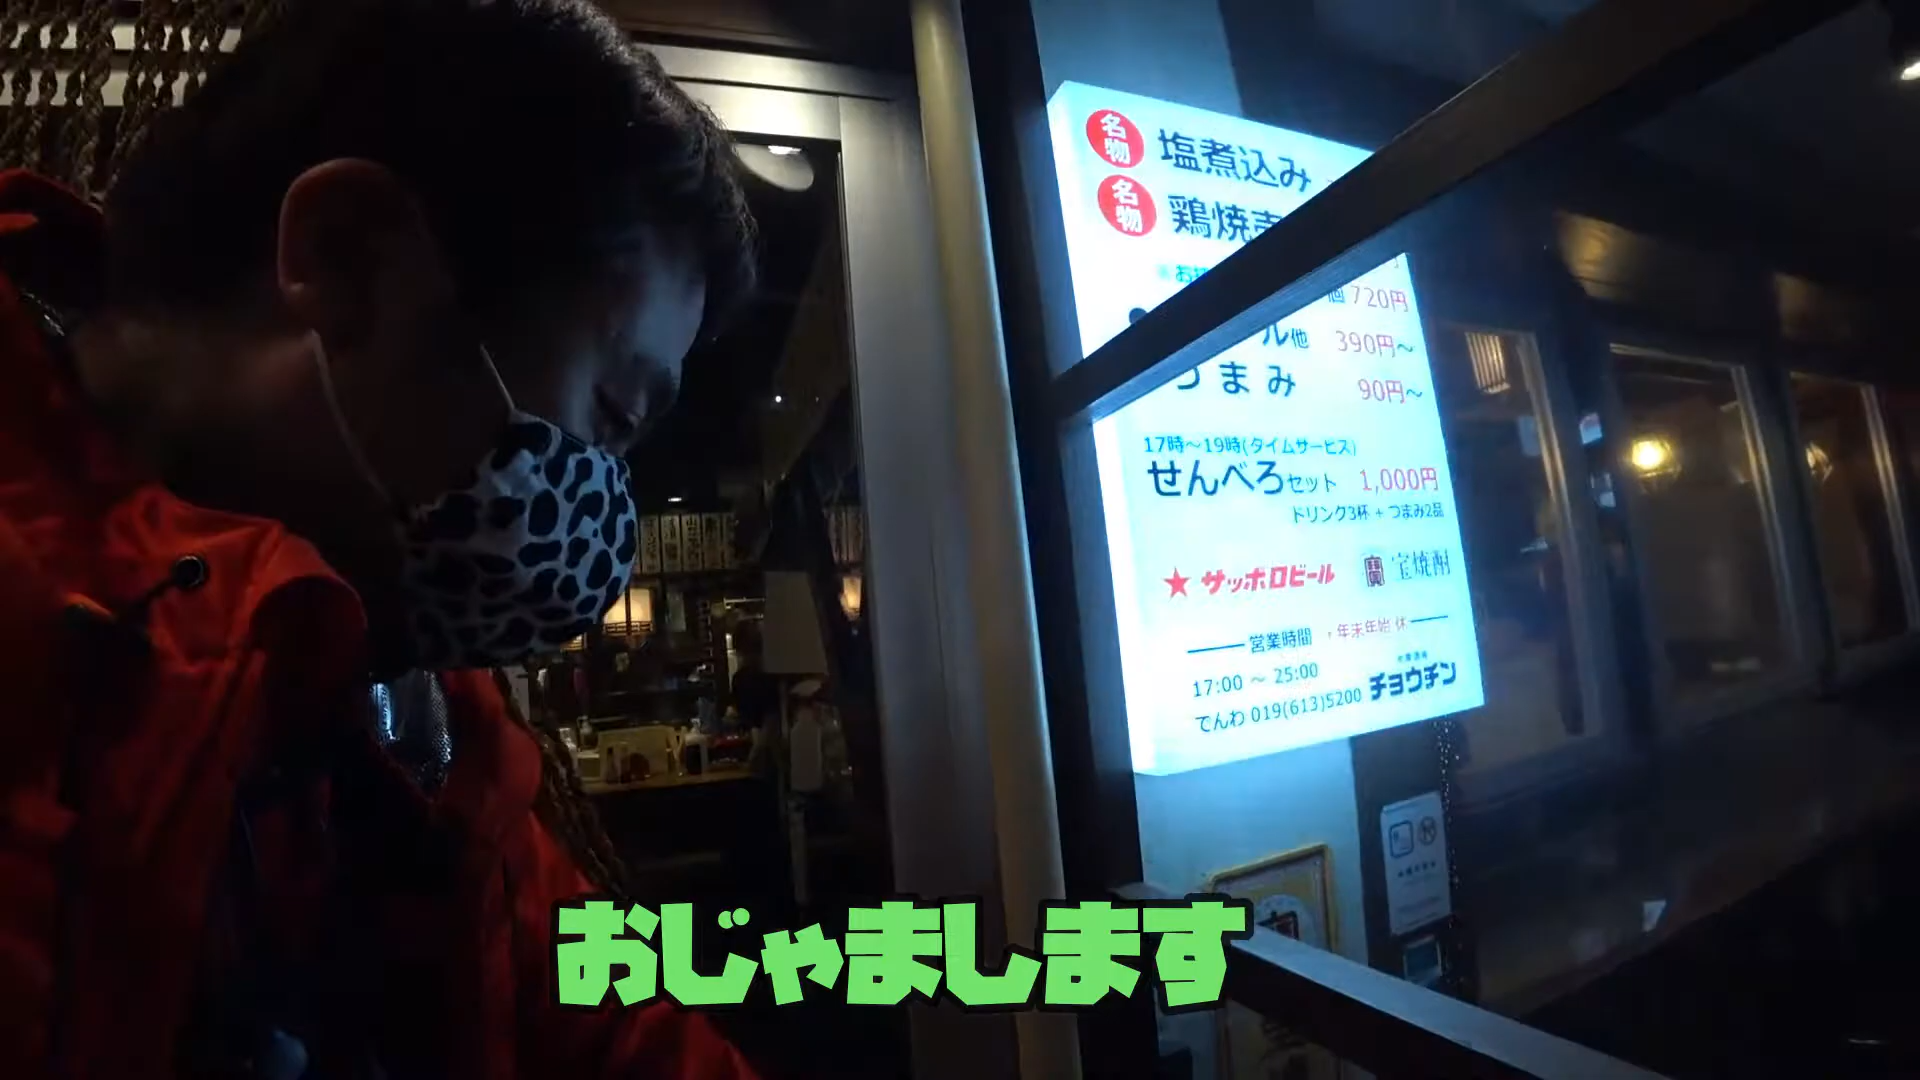 名物 塩煮込み
名物 鶏焼売
720円
ル他 390円～
つまみ 90円～
17時～19時(タイムサービス)
せんべろセット 1,000円
ドリンク3杯 + つまみ2品
★ サッポロビール 寳 宝焼酎
営業時間 年末年始 休
17:00 ～ 25:00
チョウチン
でんわ 019(613)5200
おじゃまします